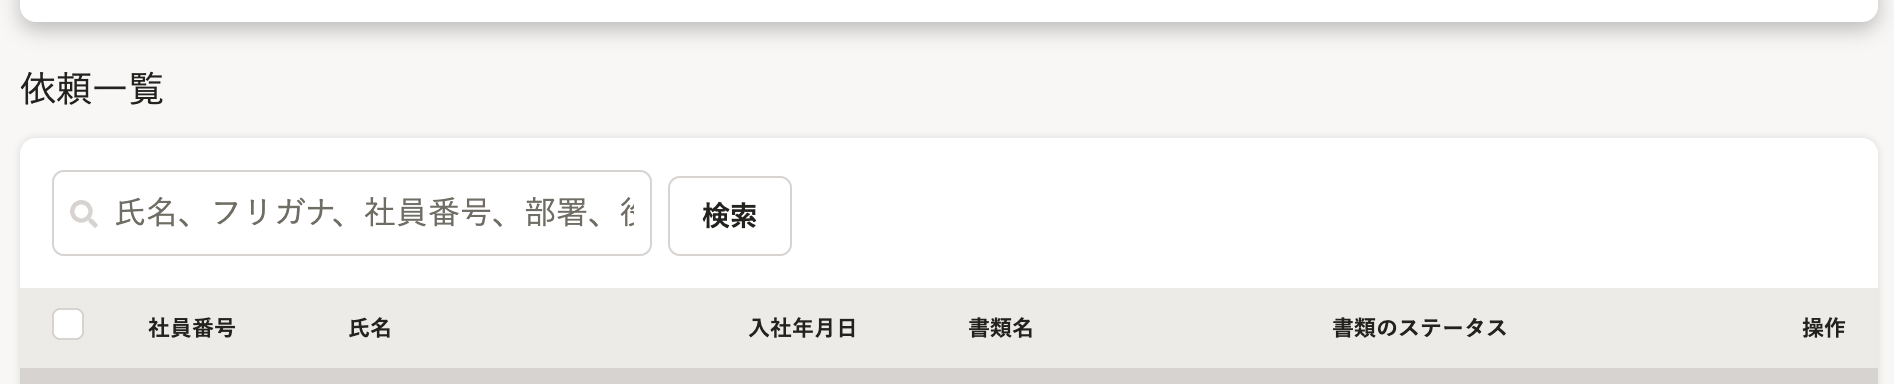 依頼一覧
氏名、フリガナ、社員番号、部署、
検索
社員番号 氏名 入社年月日 書類名 書類のステータス 操作